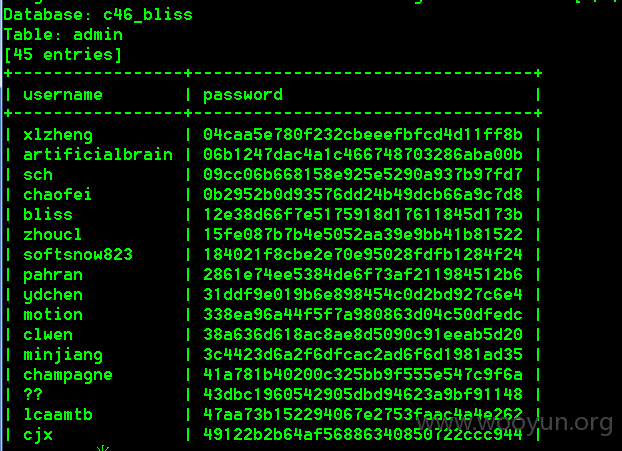 Database: c46_bliss
Table: admin
[45 entries]
| username | password |
| xlzheng | 04caa5e780f232cbeeefbfcd4d11ff8b |
| artificialbrain | 06b1247dac4a1c466748703286aba00b |
| sch | 09cc06b668158e925e5290a937b97fd7 |
| chaofei | 0b2952b0d93576dd24b49dcb66a9c7d8 |
| bliss | 12e38d66f7e5175918d17611845d173b |
| zhoucl | 15fe087b7b4e5052aa39e9bb41b81522 |
| softsnow823 | 184021f8cbe2e70e95028fdfb1284f24 |
| pahran | 2861e74ee5384de6f73af211984512b6 |
| ydchen | 31ddf9e019b6e898454c0d2bd927c6e4 |
| motion | 338ea96a44f5f7a980863d04c50dfedc |
| clwen | 38a636d618ac8ae8d5090c91eeab5d20 |
| minjiang | 3c4423d6a2f6dfcac2ad6f6d1981ad35 |
| champagne | 41a781b40200c325bb9f555e547c9f6a |
| ?? | 43dbc1960542905dbd94623a9bf91148 |
| lcaamtb | 47aa73b152294067e2753faac4a4e262 |
| cjx | 49122b2b64af56886340850722ccc944 |
www.wooyun.org